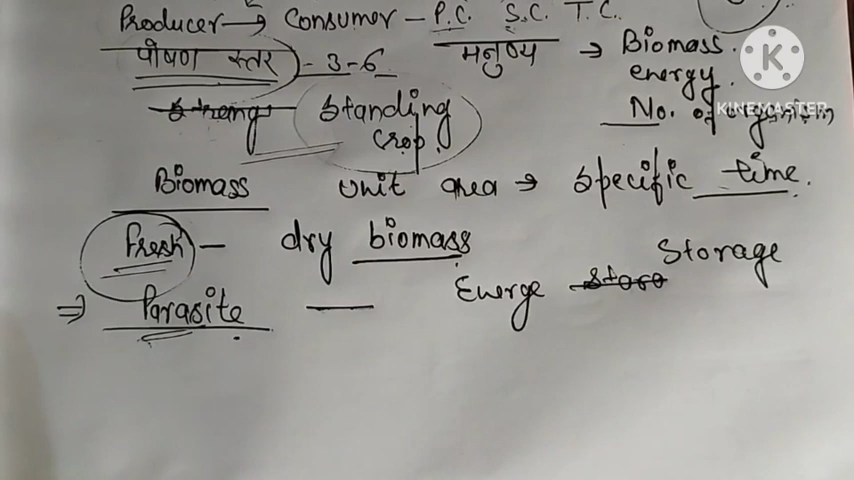 Producer → Consumer - P.C. S.C. T.C.
पोषण स्तर - 3-6 मनुष्य → Biomass.
energy.
Standing No. of organism
Crop.
KINEMASTER
Biomass unit area → Specific time.
Fresh - dry biomass
Storage
⇒ Parasite — Energe